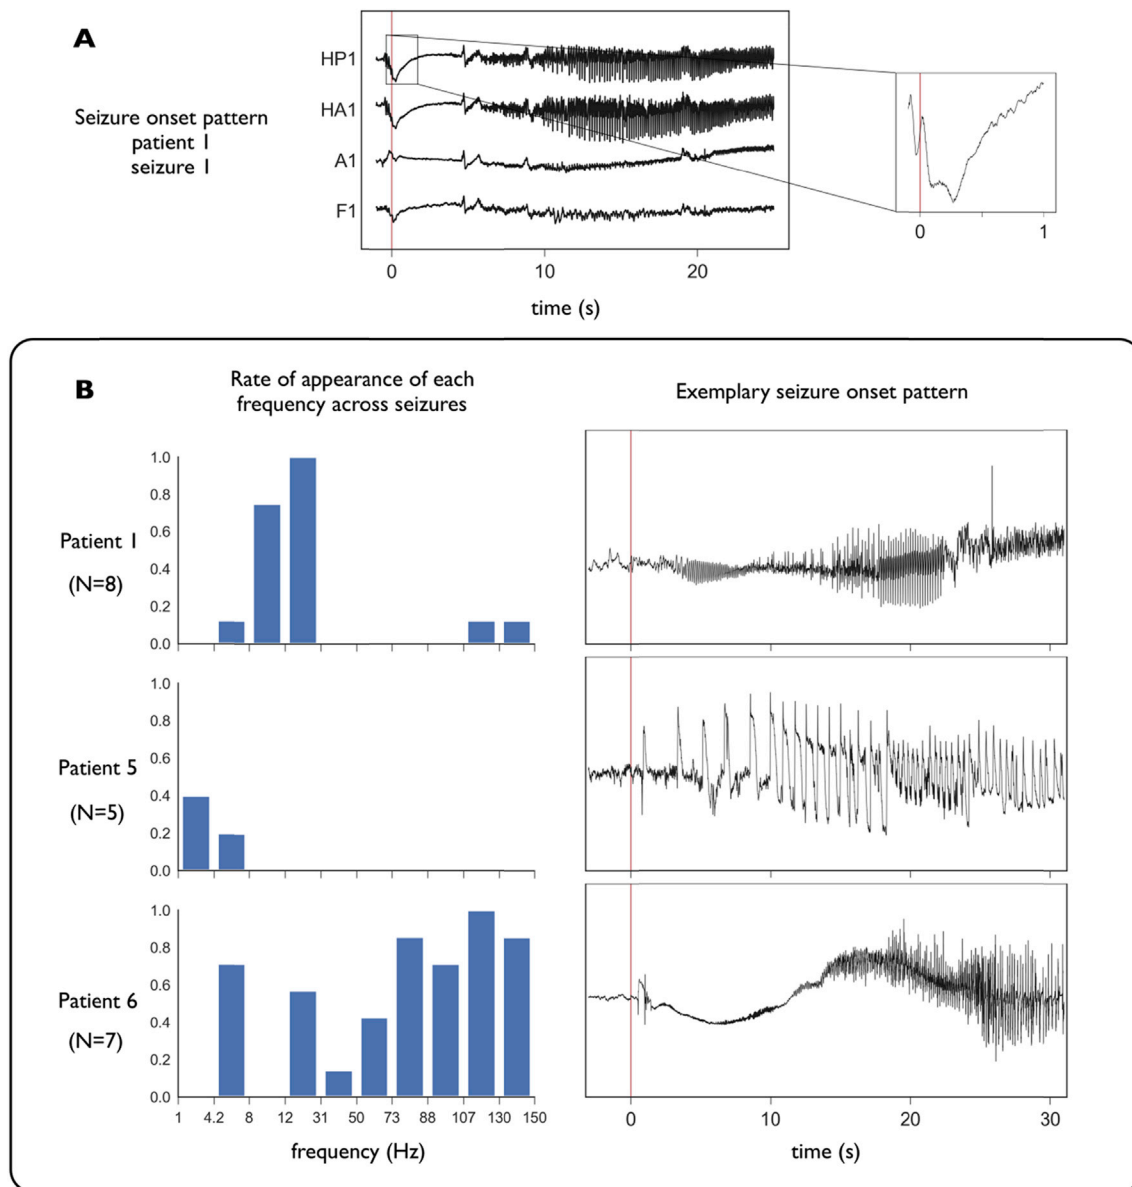 A
Seizure onset pattern
patient 1
seizure 1
HP1
HA1
A1
F1
0 10 20
time (s)
0 1
B
Rate of appearance of each
frequency across seizures
Exemplary seizure onset pattern
Patient 1
(N=8)
1.0
0.8
0.6
0.4
0.2
0.0
Patient 5
(N=5)
1.0
0.8
0.6
0.4
0.2
0.0
Patient 6
(N=7)
1.0
0.8
0.6
0.4
0.2
0.0
1 4.2 8 12 31 50 73 88 107 130 150
frequency (Hz)
0 10 20 30
time (s)